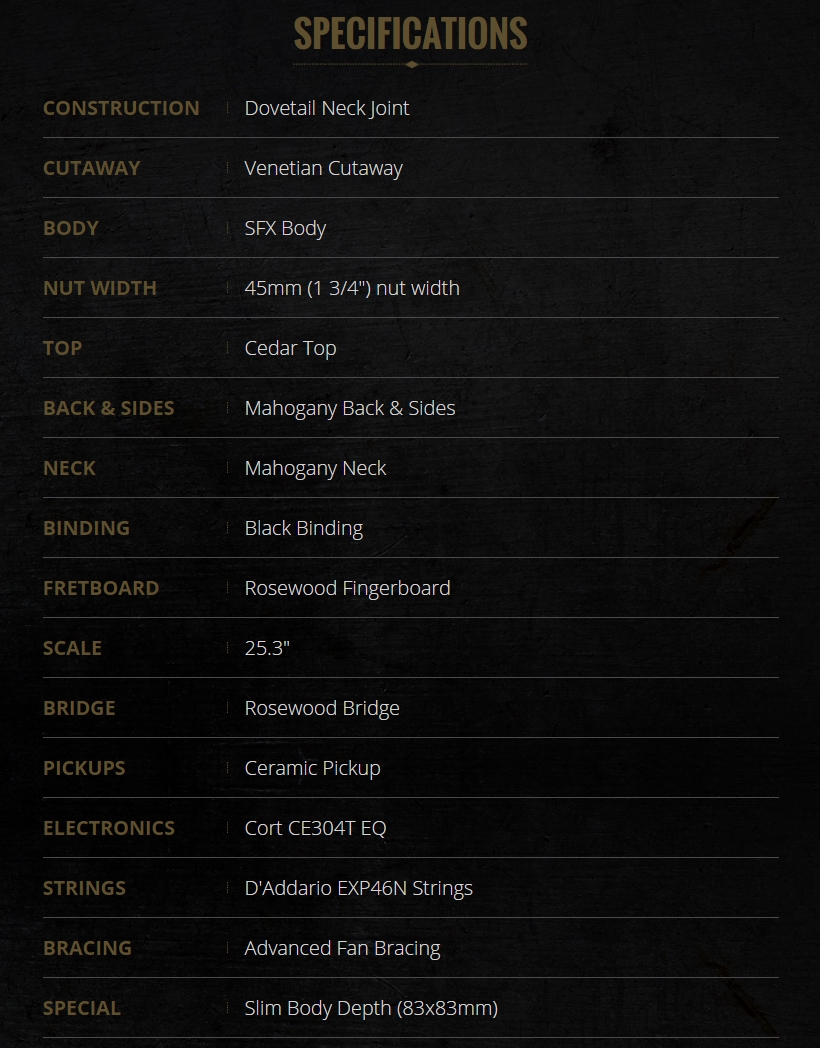 SPECIFICATIONS
CONSTRUCTION Dovetail Neck Joint
CUTAWAY Venetian Cutaway
BODY SFX Body
NUT WIDTH 45mm (1 3/4") nut width
TOP Cedar Top
BACK & SIDES Mahogany Back & Sides
NECK Mahogany Neck
BINDING Black Binding
FRETBOARD Rosewood Fingerboard
SCALE 25.3"
BRIDGE Rosewood Bridge
PICKUPS Ceramic Pickup
ELECTRONICS Cort CE304T EQ
STRINGS D'Addario EXP46N Strings
BRACING Advanced Fan Bracing
SPECIAL Slim Body Depth (83x83mm)